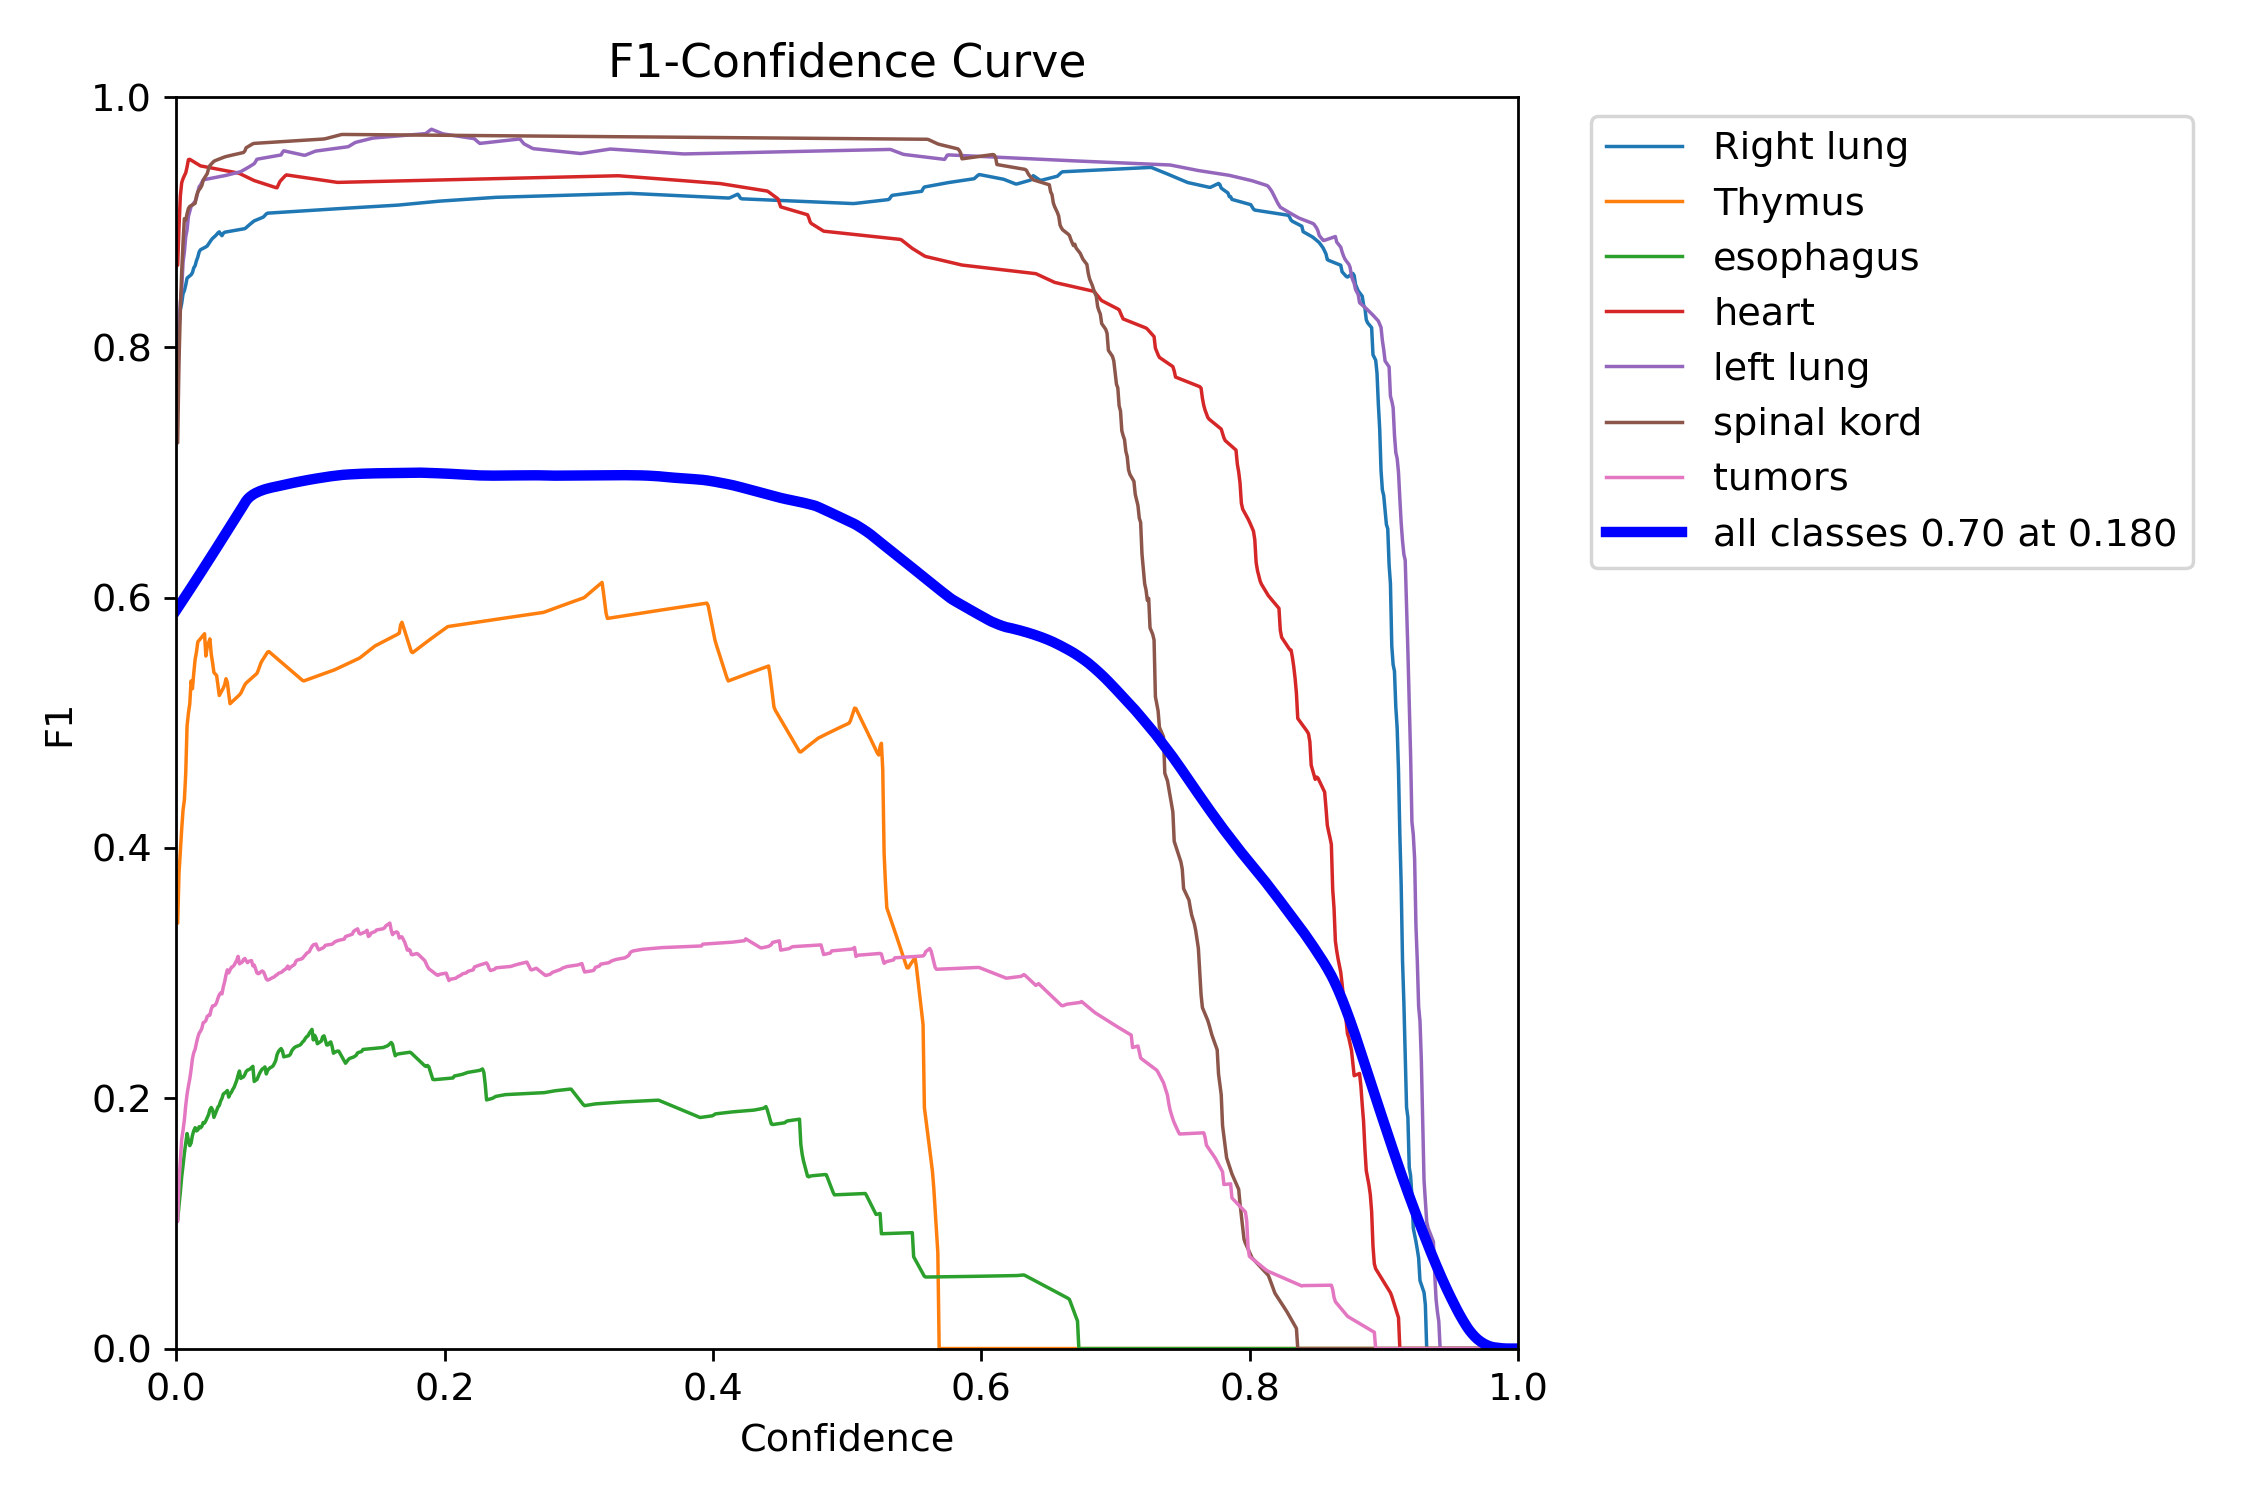 F1-Confidence Curve
1.0
0.8
0.6
0.4
0.2
0.0
F1
0.0 0.2 0.4 0.6 0.8 1.0
Confidence
Right lung
Thymus
esophagus
heart
left lung
spinal kord
tumors
all classes 0.70 at 0.180